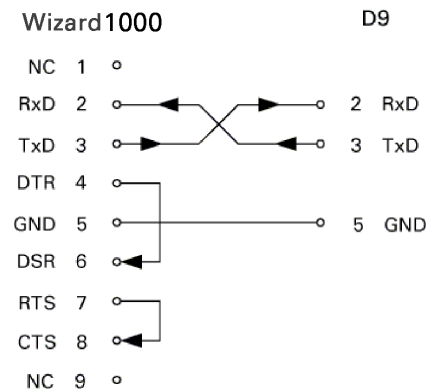 Wizard1000 D9
NC 1
RxD 2 2 RxD
TxD 3 3 TxD
DTR 4
GND 5 5 GND
DSR 6
RTS 7
CTS 8
NC 9